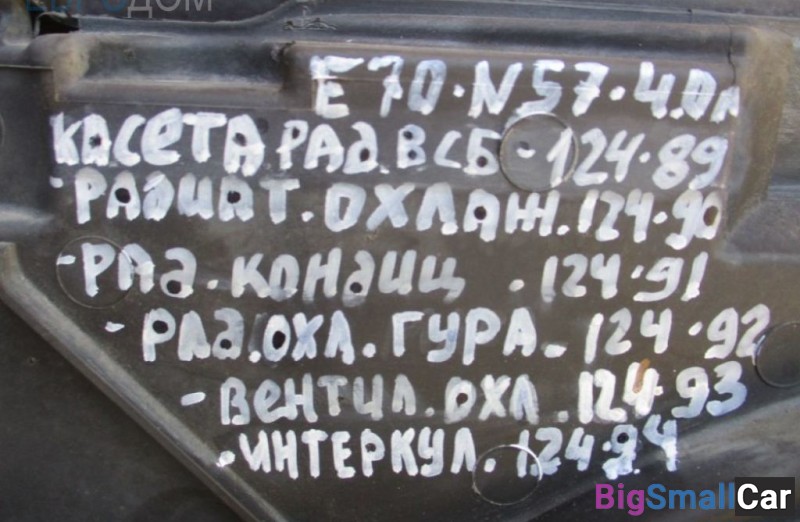 Е70.N57.4.0л
КАСЕТА РАД.ВСБ-124.89
-РАДИАТ.ОХЛАЖ.124.90
-РАД.КОНДИЦ.124.91
-РАД.ОХЛ.ГУРА.124.92
-ВЕНТИЛ.ОХЛ.124.93
.ИНТЕРКУЛ.124.94
BigSmallCar